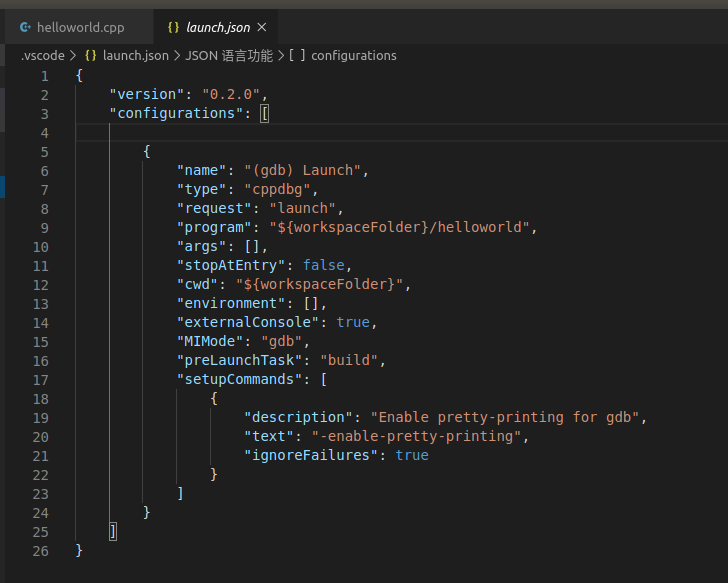 helloworld.cpp
launch.json
.vscode > {} launch.json > JSON 语言功能 > [ ] configurations
1 {
2 "version": "0.2.0",
3 "configurations": [
4
5 {
6 "name": "(gdb) Launch",
7 "type": "cppdbg",
8 "request": "launch",
9 "program": "${workspaceFolder}/helloworld",
10 "args": [],
11 "stopAtEntry": false,
12 "cwd": "${workspaceFolder}",
13 "environment": [],
14 "externalConsole": true,
15 "MIMode": "gdb",
16 "preLaunchTask": "build",
17 "setupCommands": [
18 {
19 "description": "Enable pretty-printing for gdb",
20 "text": "-enable-pretty-printing",
21 "ignoreFailures": true
22 }
23 ]
24 }
25 ]
26 }